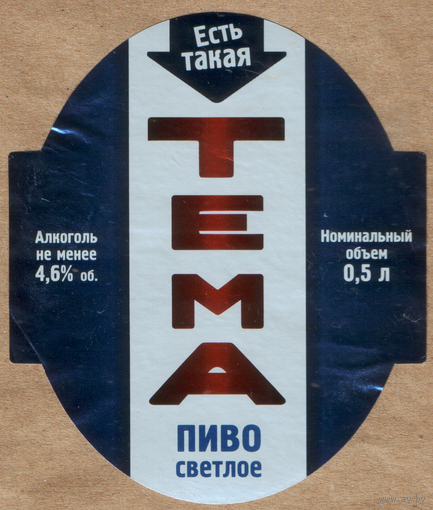 Есть
такая
ТЕМА
ПИВО
светлое
Алкоголь
не менее
4,6% об.
Номинальный
объем
0,5 л